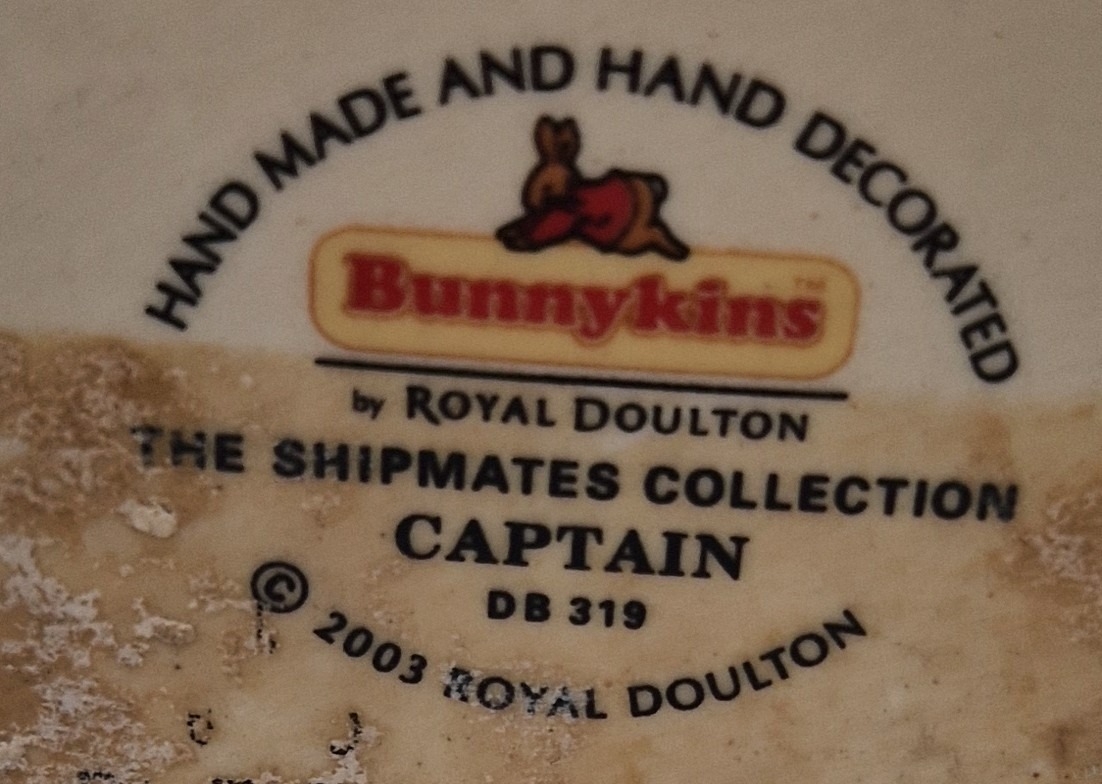 HAND MADE AND HAND DECORATED
Bunnykins™
by ROYAL DOULTON
THE SHIPMATES COLLECTION
CAPTAIN
DB 319
© 2003 ROYAL DOULTON